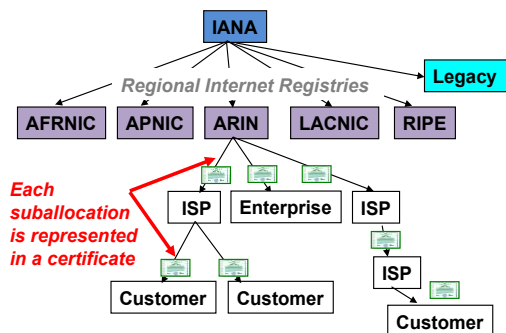 IANA
Regional Internet Registries
Legacy
AFRNIC
APNIC
ARIN
LACNIC
RIPE
Each
suballocation
is represented
in a certificate
ISP
Enterprise
ISP
ISP
Customer
Customer
Customer